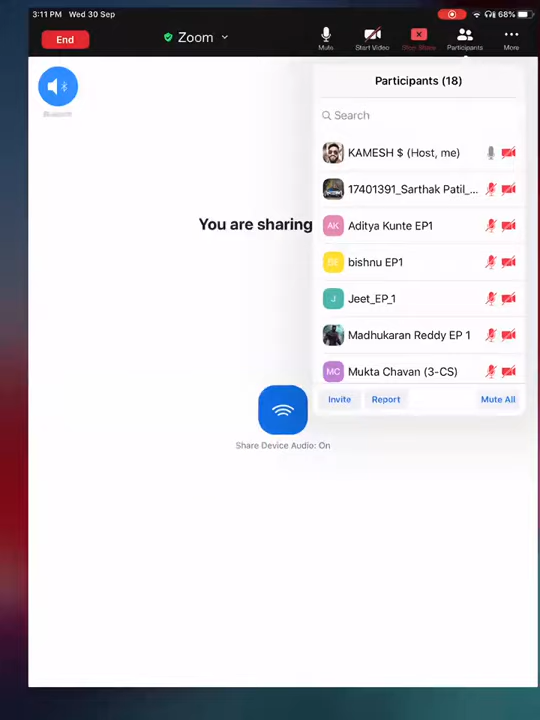 3:11 PM Wed 30 Sep
68%
End
Zoom
Mute
Start Video
Stop Share
Participants
More
Bluetooth
Participants (18)
Search
KAMESH $ (Host, me)
17401391_Sarthak Patil_...
AK Aditya Kunte EP1
BE bishnu EP1
J Jeet_EP_1
Madhukaran Reddy EP 1
MC Mukta Chavan (3-CS)
Invite
Report
Mute All
You are sharing
Share Device Audio: On